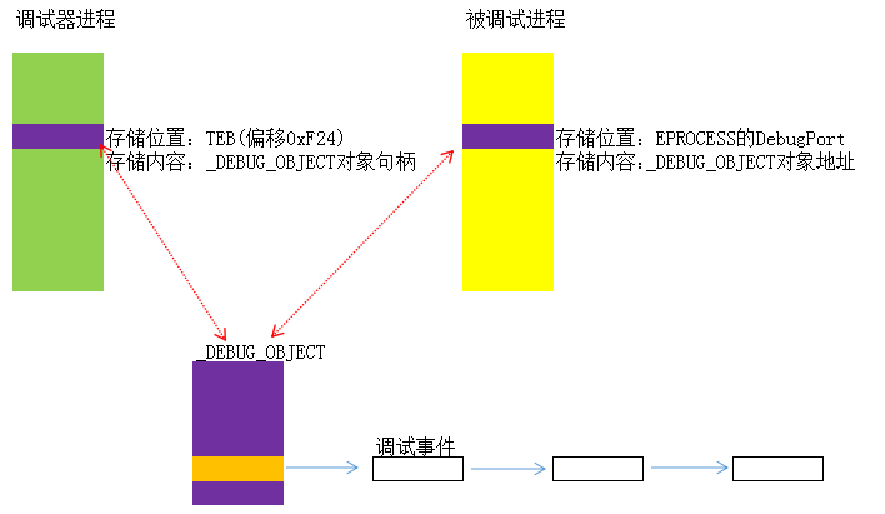 调试器进程
被调试进程
存储位置：TEB(偏移0xF24)
存储内容：_DEBUG_OBJECT对象句柄
存储位置：EPROCESS的DebugPort
存储内容：_DEBUG_OBJECT对象地址
_DEBUG_OBJECT
调试事件